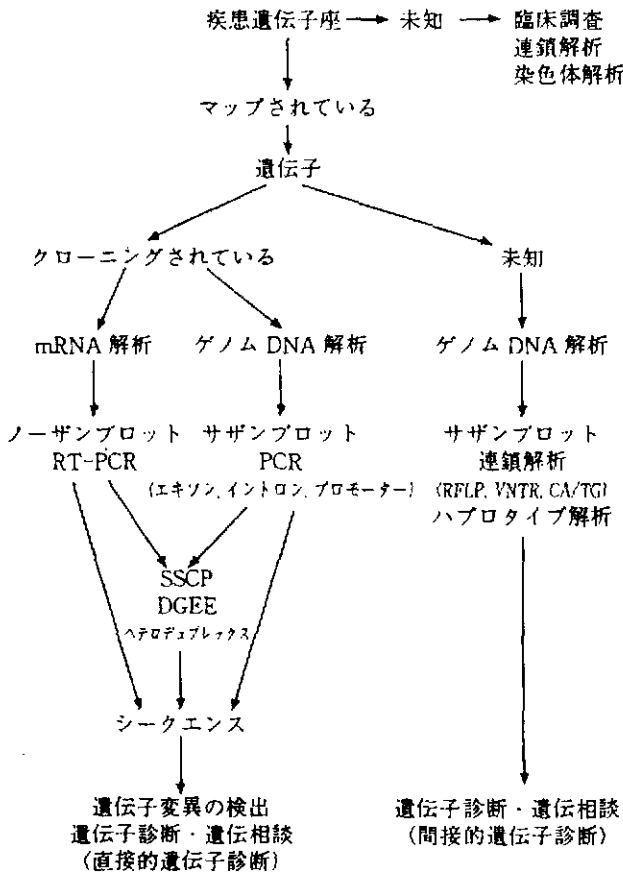 疾患遺伝子座 → 未知 → 臨床調査
連鎖解析
染色体解析
マップされている
遺伝子
クローニングされている
未知
mRNA 解析
ゲノム DNA 解析
ゲノム DNA 解析
ノーザンブロット
RT-PCR
サザンブロット
PCR
(エキソン, イントロン, プロモーター)
サザンブロット
連鎖解析
(RFLP, VNTR, CA/TG)
ハプロタイプ解析
SSCP
DGEE
ヘテロデュプレックス
シークエンス
遺伝子変異の検出
遺伝子診断・遺伝相談
(直接的遺伝子診断)
遺伝子診断・遺伝相談
(間接的遺伝子診断)